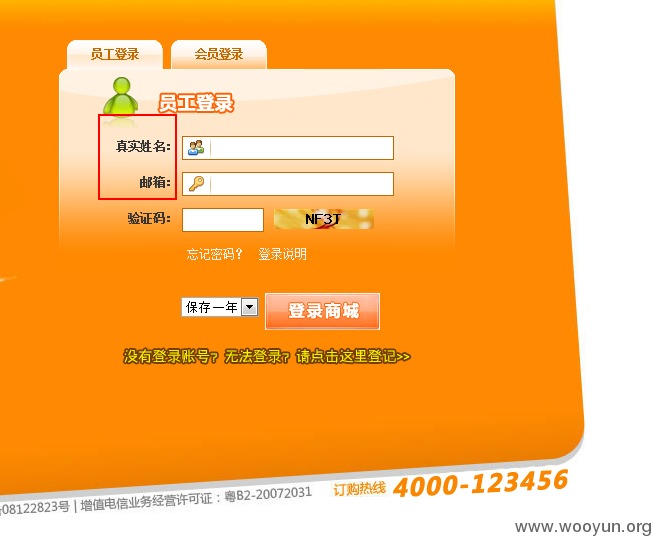 员工登录 会员登录
员工登录
真实姓名:
邮箱:
验证码: NF3T
忘记密码? 登录说明
保存一年 登录商城
没有登录账号? 无法登录? 请点击这里登记>>
08122823号 | 增值电信业务经营许可证：粤B2-20072031 订购热线 4000-123456
www.wooyun.org